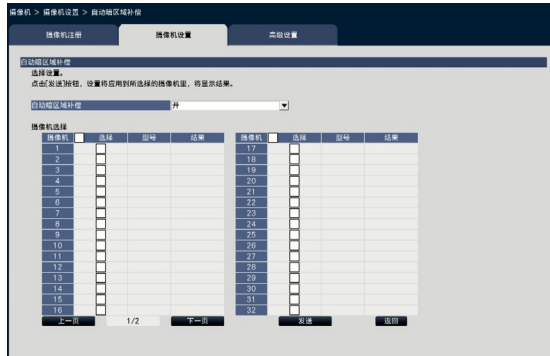 摄像机 > 摄像机设置 > 自动暗区域补偿
摄像机注册 摄像机设置 高级设置
自动暗区域补偿
选择设置。
点击[发送]按钮,设置将应用到所选择的摄像机里,将显示结果。
自动暗区域补偿 开
摄像机选择
摄像机 选择 型号 结果 摄像机 选择 型号 结果
1 17
2 18
3 19
4 20
5 21
6 22
7 23
8 24
9 25
10 26
11 27
12 28
13 29
14 30
15 31
16 32
上一页 1/2 下一页 发送 返回